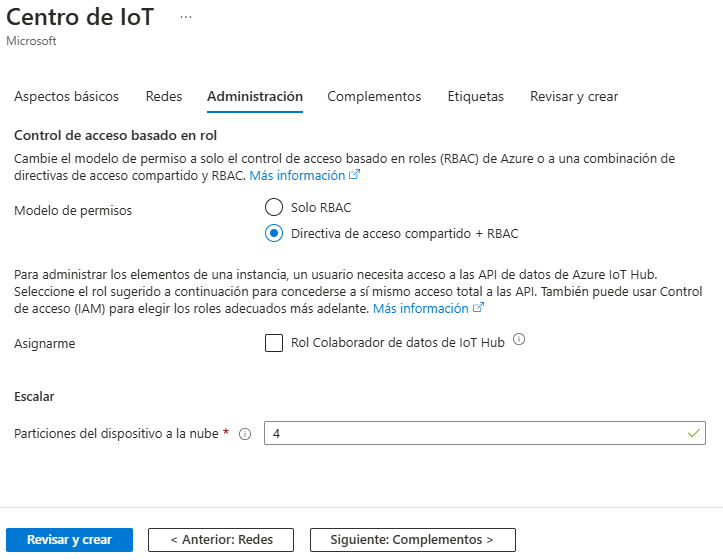 Centro de IoT ...
Microsoft
Aspectos básicos Redes Administración Complementos Etiquetas Revisar y crear
Control de acceso basado en rol
Cambie el modelo de permiso a solo el control de acceso basado en roles (RBAC) de Azure o a una combinación de
directivas de acceso compartido y RBAC. Más información
Modelo de permisos
Solo RBAC
Directiva de acceso compartido + RBAC
Para administrar los elementos de una instancia, un usuario necesita acceso a las API de datos de Azure IoT Hub.
Seleccione el rol sugerido a continuación para concederse a sí mismo acceso total a las API. También puede usar Control
de acceso (IAM) para elegir los roles adecuados más adelante. Más información
Asignarme Rol Colaborador de datos de IoT Hub
Escalar
Particiones del dispositivo a la nube * 4
Revisar y crear < Anterior: Redes Siguiente: Complementos >